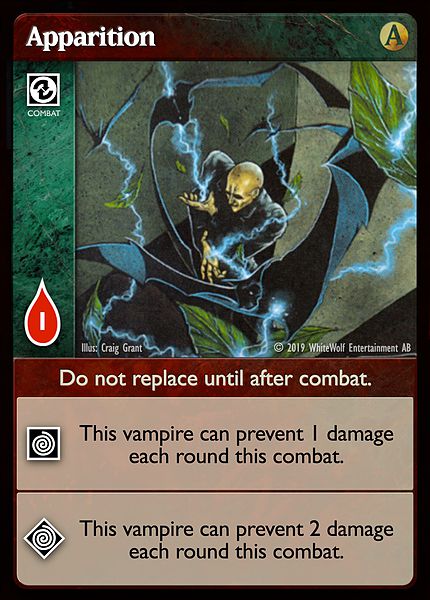 Apparition
A
COMBAT
1
Illus: Craig Grant
© 2019 WhiteWolf Entertainment AB
Do not replace until after combat.
This vampire can prevent 1 damage
each round this combat.
This vampire can prevent 2 damage
each round this combat.